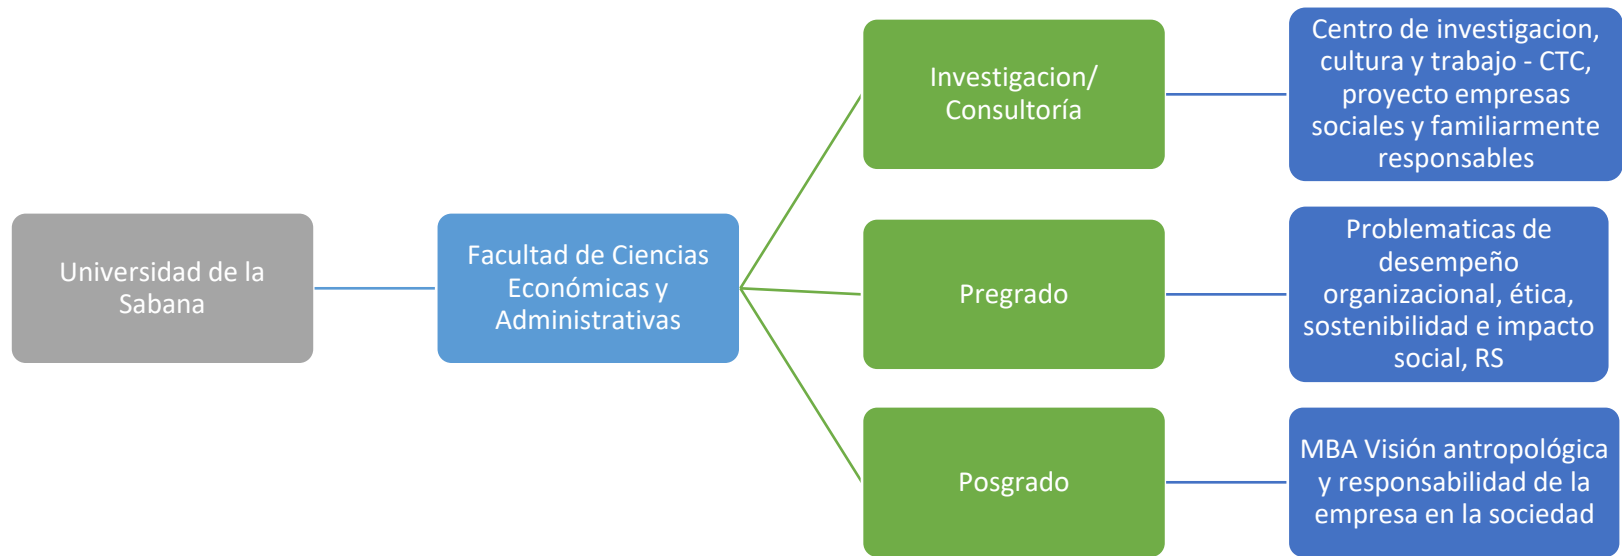 Universidad de la
Sabana
Facultad de Ciencias
Económicas y
Administrativas
Investigacion/
Consultoría
Centro de investigacion,
cultura y trabajo - CTC,
proyecto empresas
sociales y familiarmente
responsables
Pregrado
Problematicas de
desempeño
organizacional, ética,
sostenibilidad e impacto
social, RS
Posgrado
MBA Visión antropológica
y responsabilidad de la
empresa en la sociedad